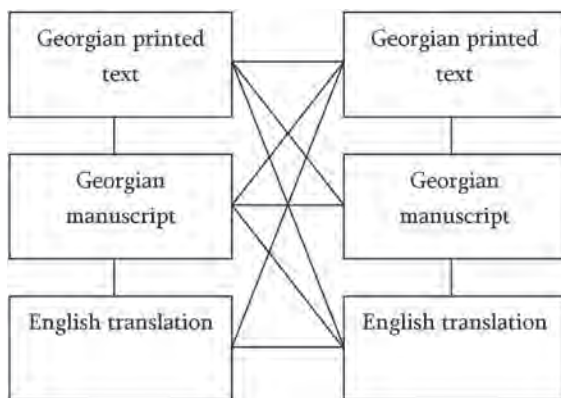 Georgian printed
text
Georgian printed
text
Georgian
manuscript
Georgian
manuscript
English translation
English translation